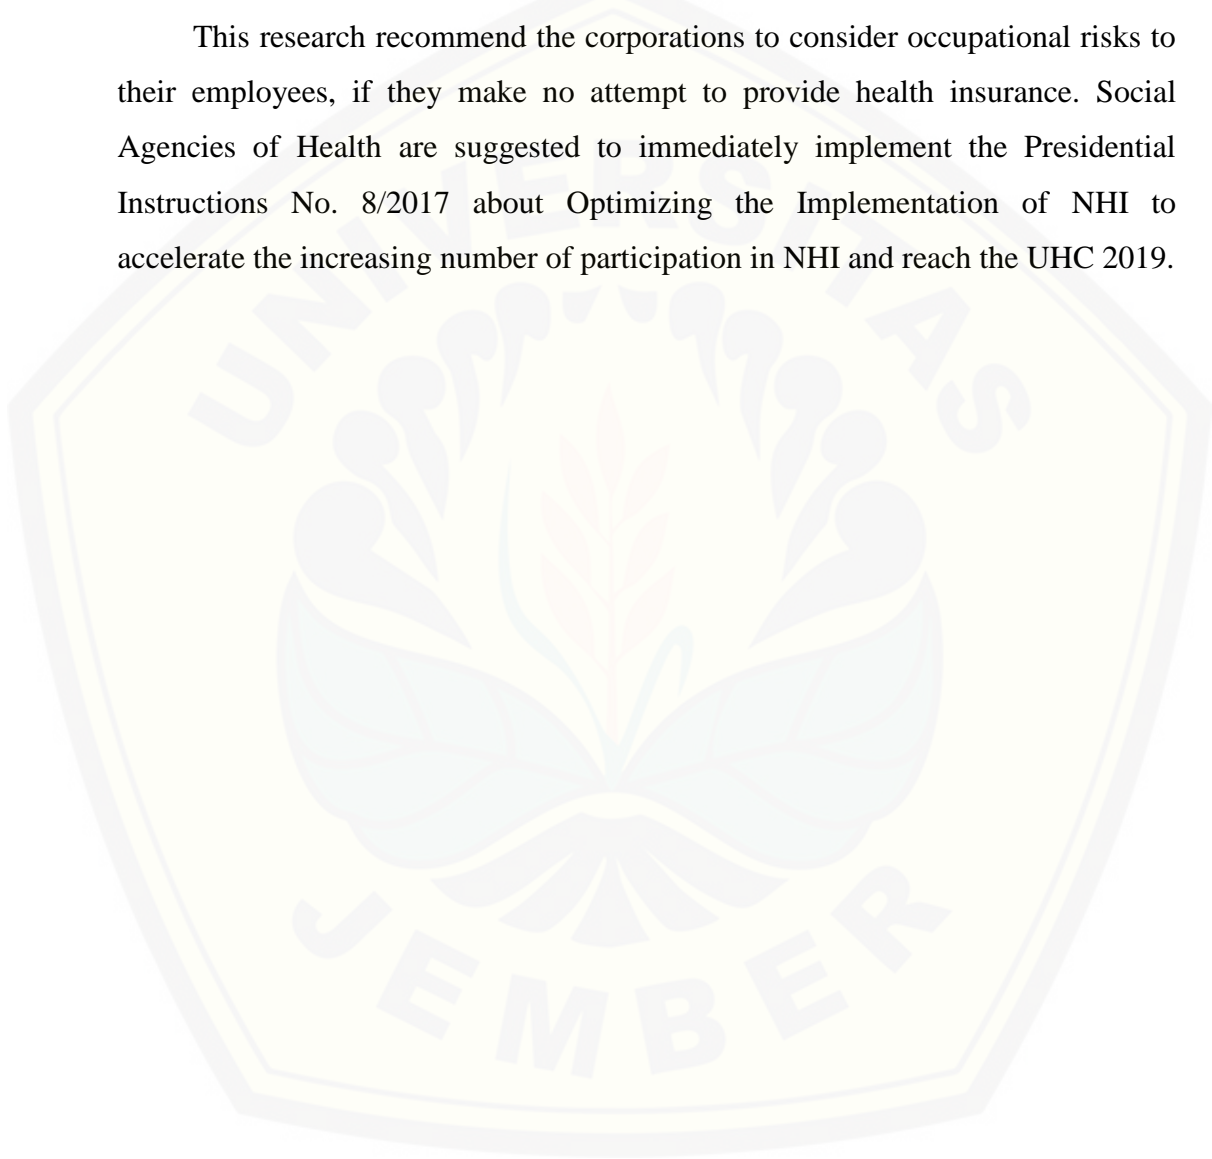 This research recommend the corporations to consider occupational risks to
their employees, if they make no attempt to provide health insurance. Social
Agencies of Health are suggested to immediately implement the Presidential
Instructions No. 8/2017 about Optimizing the Implementation of NHI to
accelerate the increasing number of participation in NHI and reach the UHC 2019.
UNIVERSITAS
JEMBER